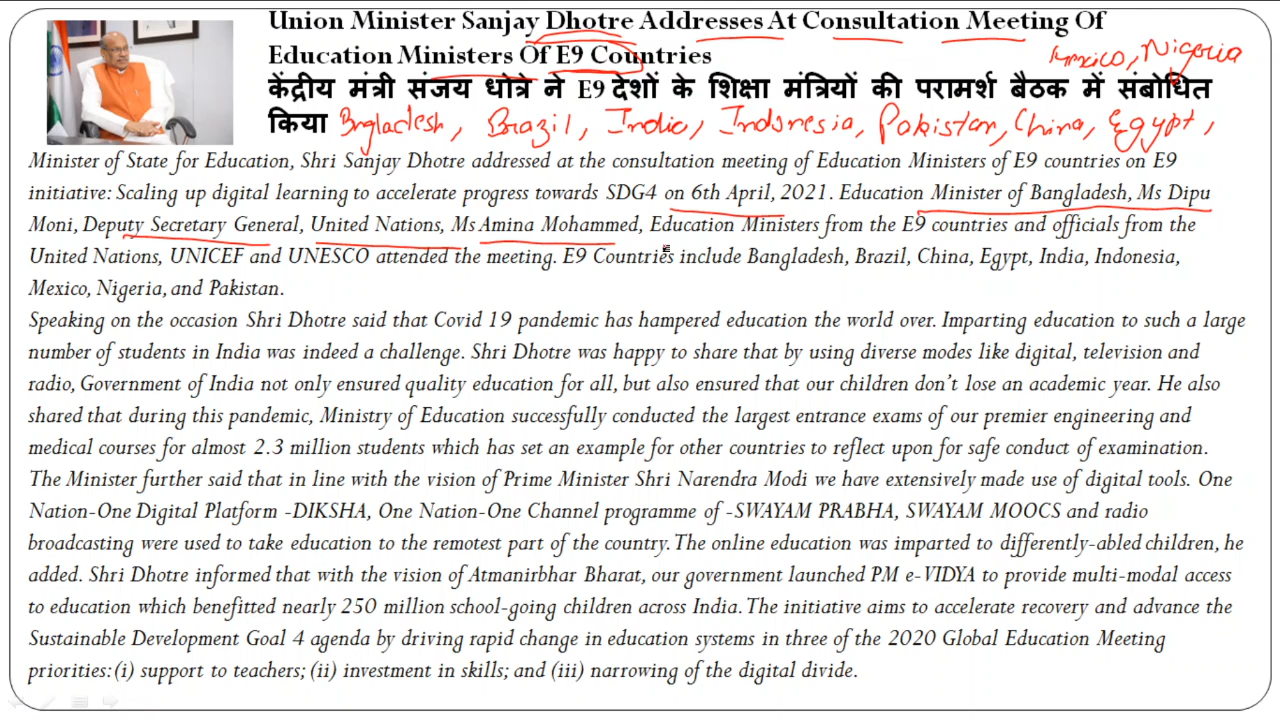 Union Minister Sanjay Dhotre Addresses At Consultation Meeting Of
Education Ministers Of E9 Countries
Mexico, Nigeria
केंद्रीय मंत्री संजय धोत्रे ने E9 देशों के शिक्षा मंत्रियों की परामर्श बैठक में संबोधित
किया Bngladesh, Brazil, India, Indonesia, Pakistan, China, Egypt,
Minister of State for Education, Shri Sanjay Dhotre addressed at the consultation meeting of Education Ministers of E9 countries on E9
initiative: Scaling up digital learning to accelerate progress towards SDG4 on 6th April, 2021. Education Minister of Bangladesh, Ms Dipu
Moni, Deputy Secretary General, United Nations, Ms Amina Mohammed, Education Ministers from the E9 countries and officials from the
United Nations, UNICEF and UNESCO attended the meeting. E9 Countries include Bangladesh, Brazil, China, Egypt, India, Indonesia,
Mexico, Nigeria, and Pakistan.
Speaking on the occasion Shri Dhotre said that Covid 19 pandemic has hampered education the world over. Imparting education to such a large
number of students in India was indeed a challenge. Shri Dhotre was happy to share that by using diverse modes like digital, television and
radio, Government of India not only ensured quality education for all, but also ensured that our children don't lose an academic year. He also
shared that during this pandemic, Ministry of Education successfully conducted the largest entrance exams of our premier engineering and
medical courses for almost 2.3 million students which has set an example for other countries to reflect upon for safe conduct of examination.
The Minister further said that in line with the vision of Prime Minister Shri Narendra Modi we have extensively made use of digital tools. One
Nation-One Digital Platform -DIKSHA, One Nation-One Channel programme of -SWAYAM PRABHA, SWAYAM MOOCS and radio
broadcasting were used to take education to the remotest part of the country. The online education was imparted to differently-abled children, he
added. Shri Dhotre informed that with the vision of Atmanirbhar Bharat, our government launched PM e-VIDYA to provide multi-modal access
to education which benefitted nearly 250 million school-going children across India. The initiative aims to accelerate recovery and advance the
Sustainable Development Goal 4 agenda by driving rapid change in education systems in three of the 2020 Global Education Meeting
priorities: (i) support to teachers; (ii) investment in skills; and (iii) narrowing of the digital divide.